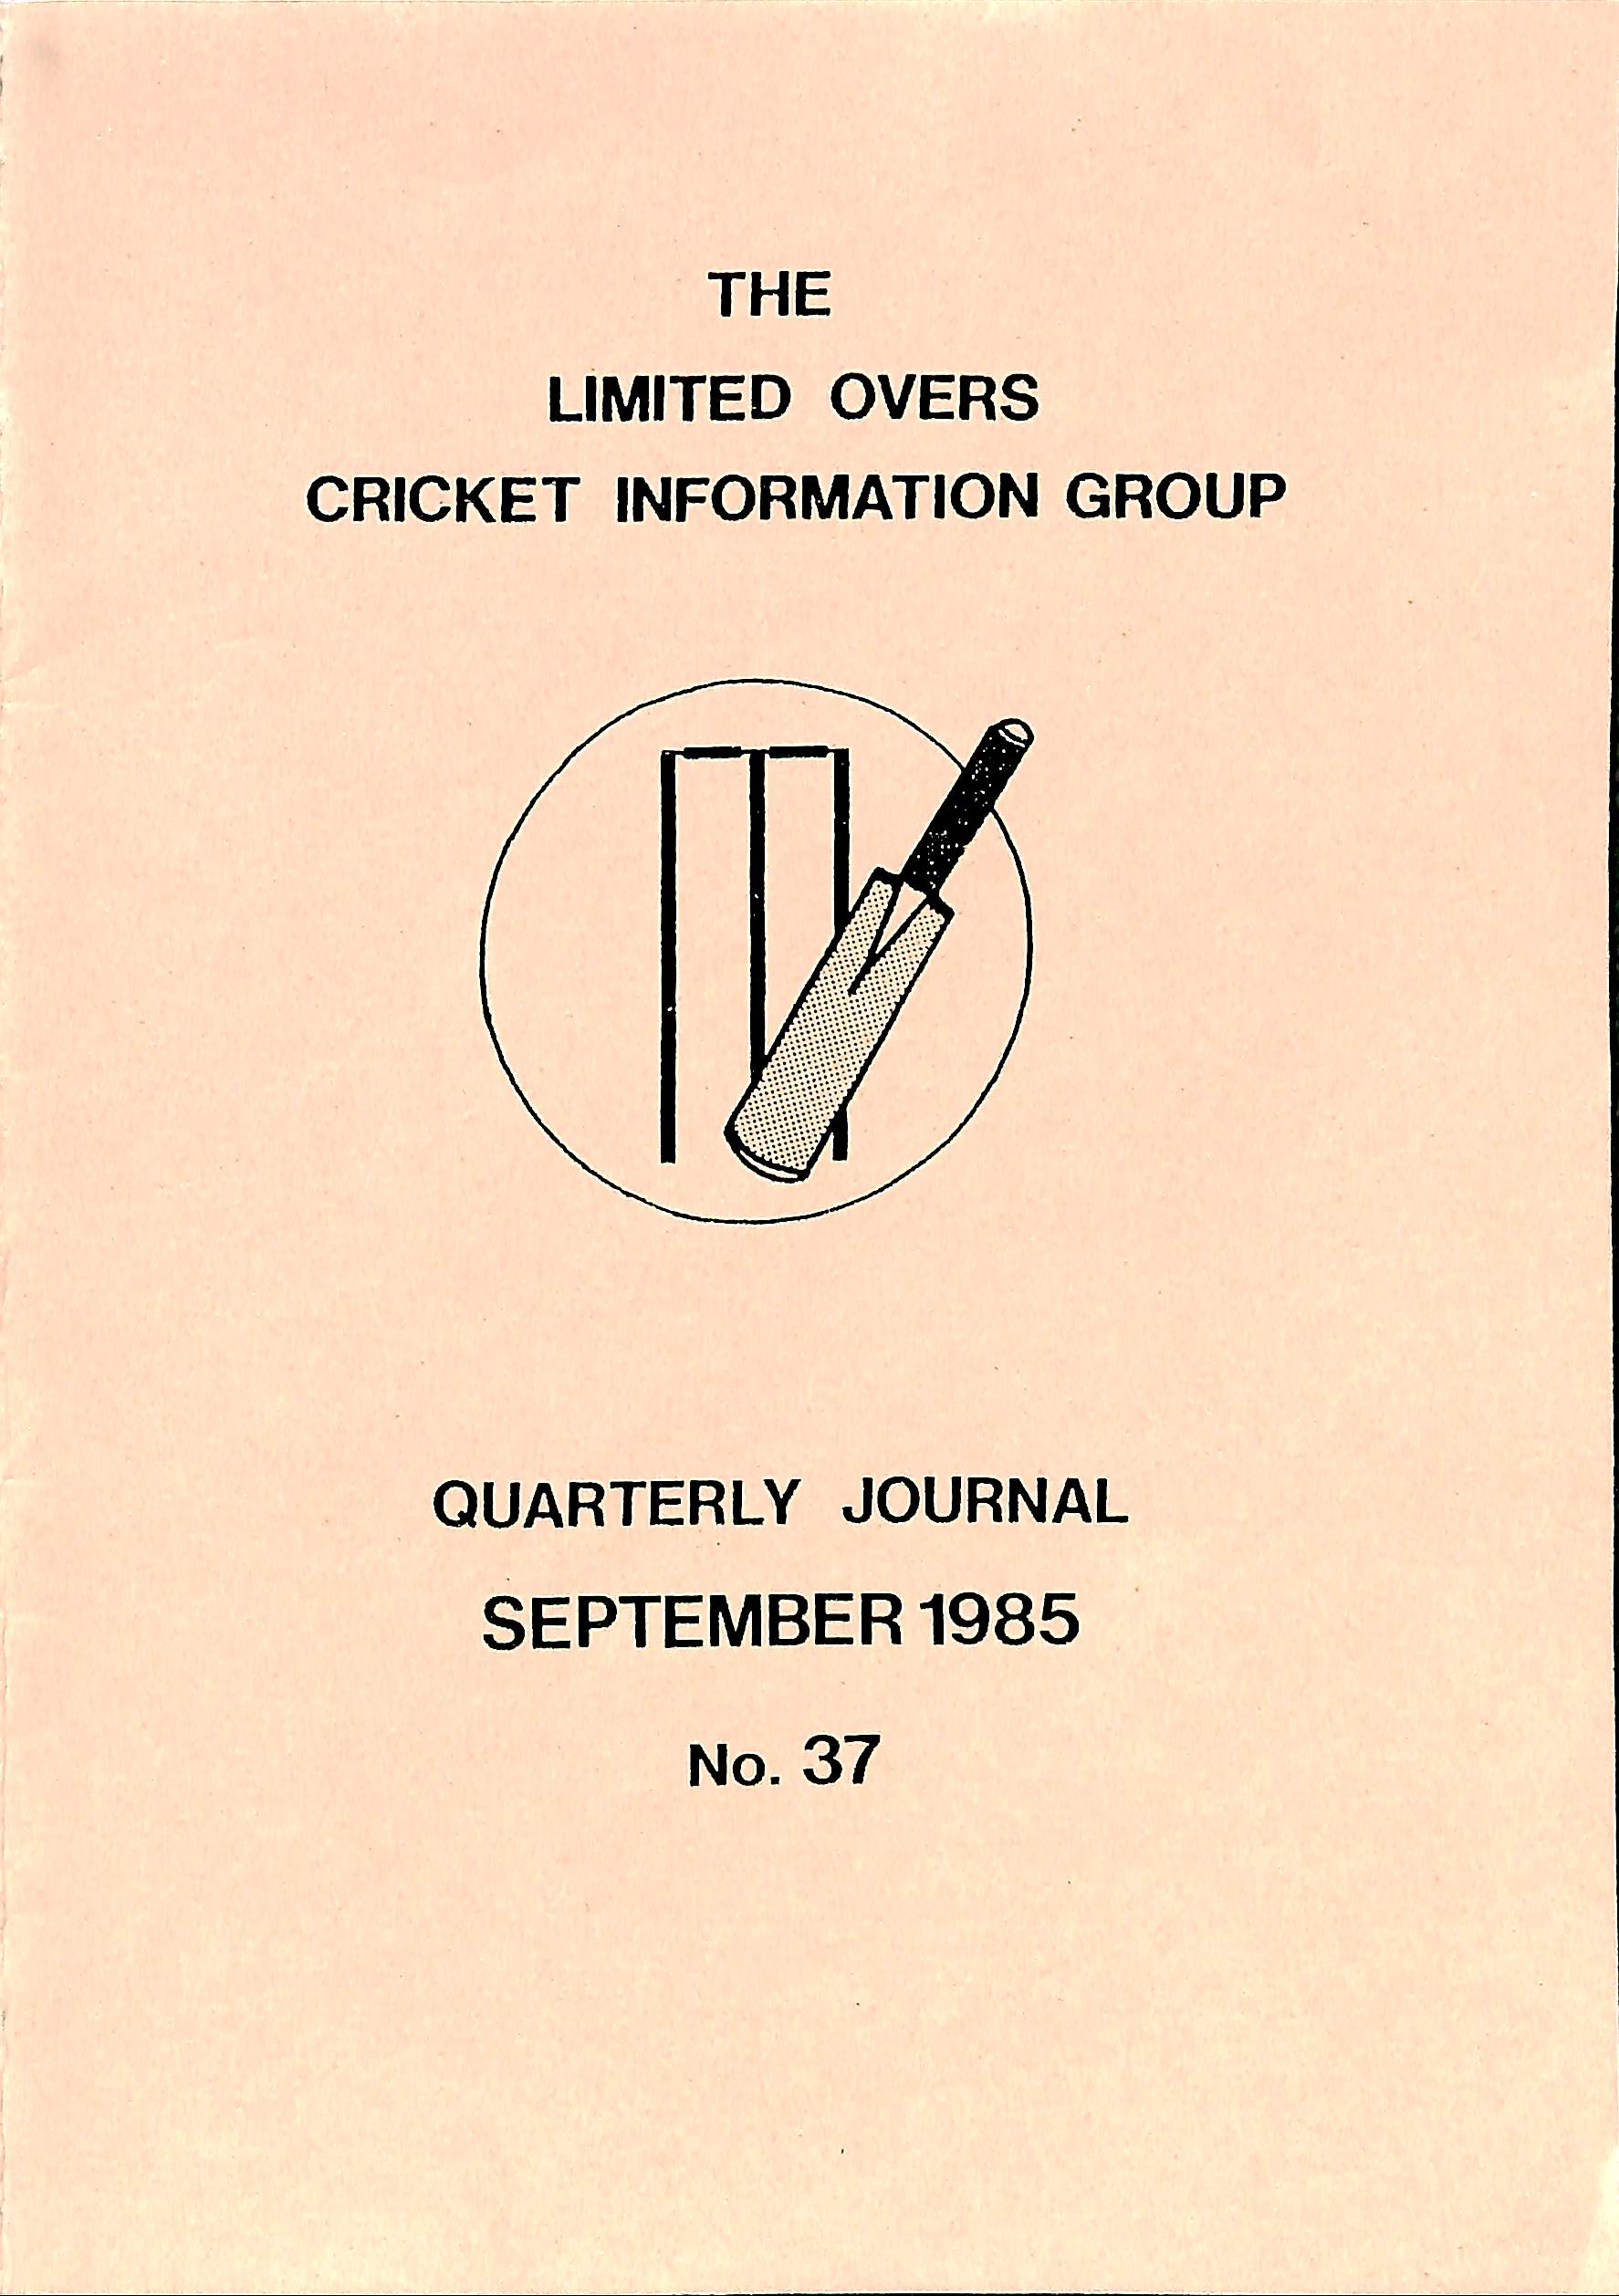 THE
LIMITED OVERS
CRICKET INFORMATION GROUP
QUARTERLY JOURNAL
SEPTEMBER 1985
No. 37